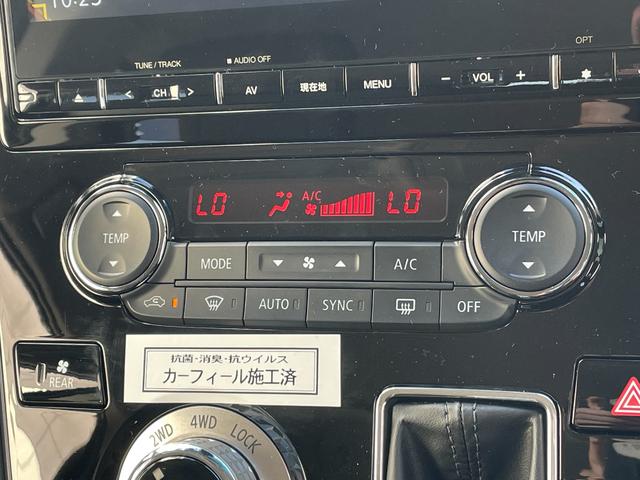 10:25
TUNE / TRACK
AUDIO OFF
OPT
CH
AV
現在地
MENU
VOL
LO
A/C
LO
TEMP
TEMP
MODE
A/C
AUTO
SYNC
OFF
REAR
抗菌・消臭・抗ウイルス
カーフィール施工済
2WD 4WD LOCK